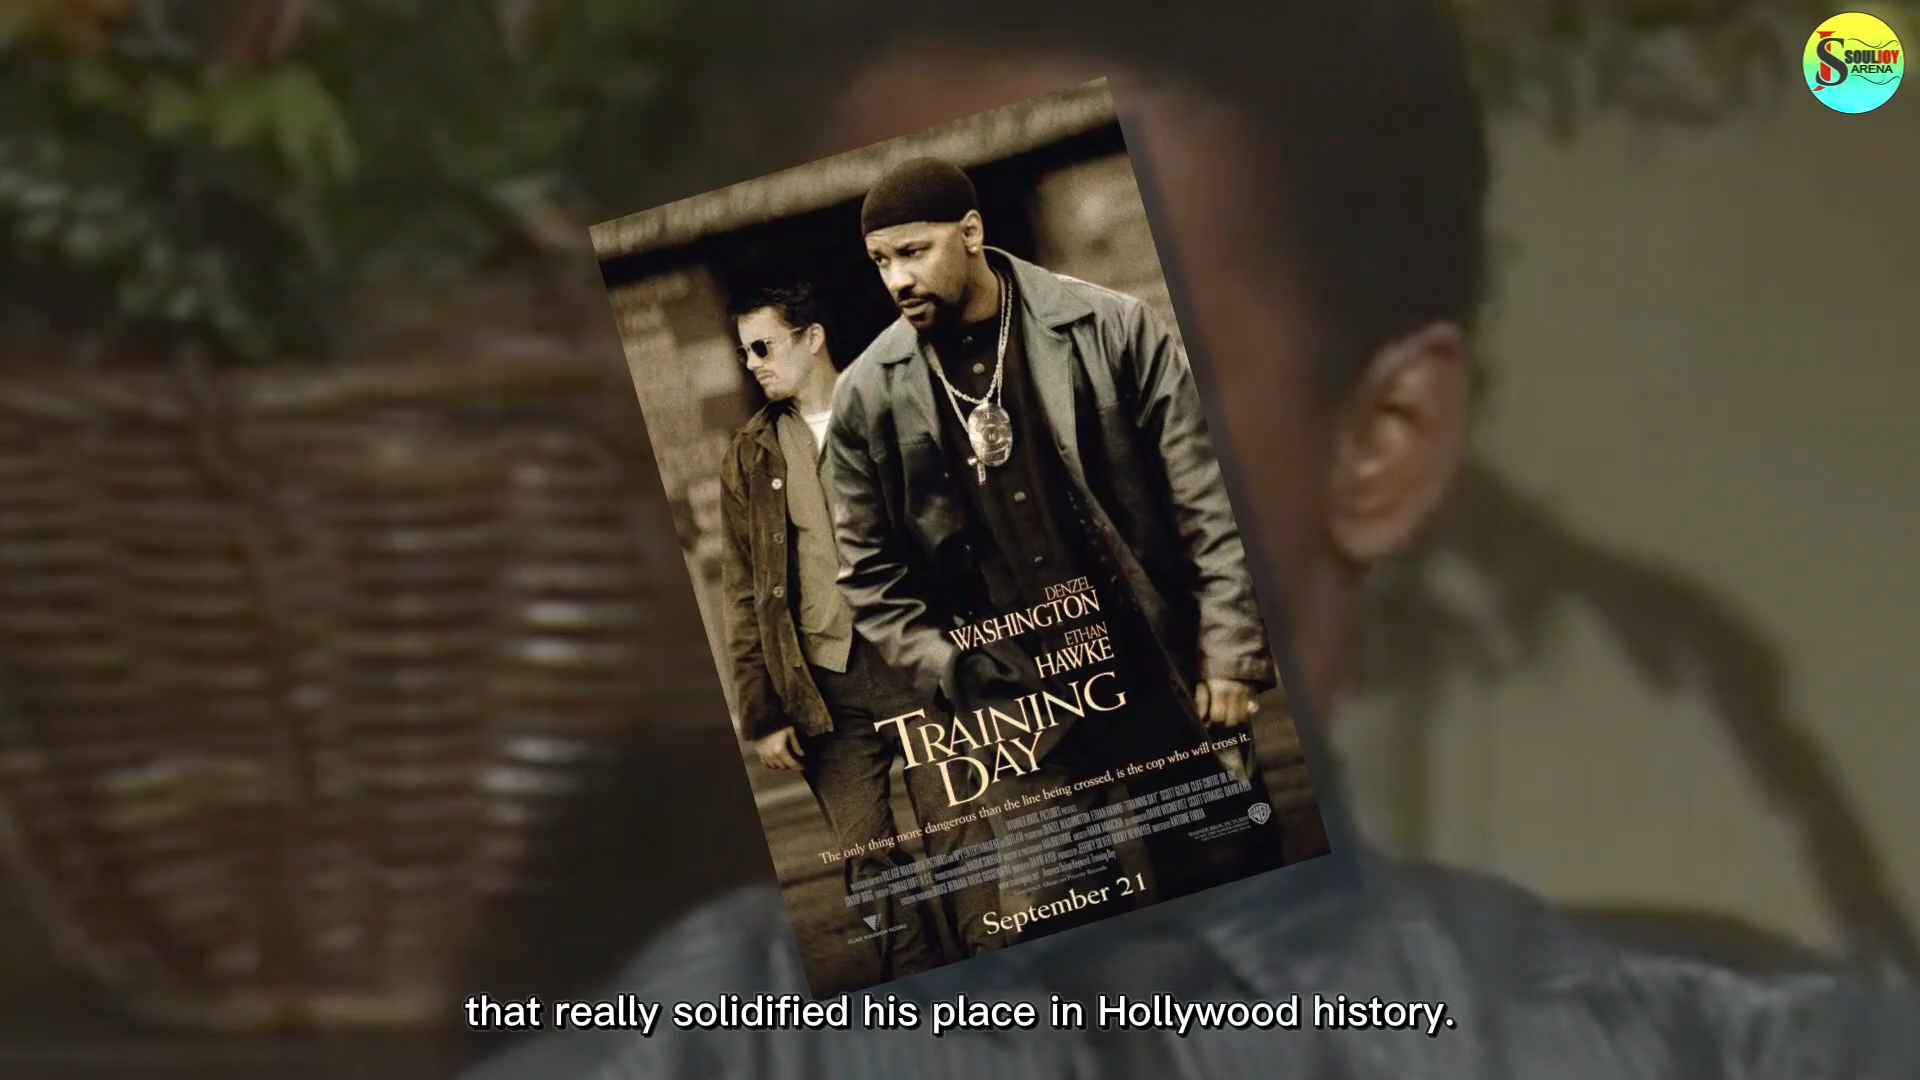 SOULJOY
ARENA
DENZEL
WASHINGTON
ETHAN
HAWKE
TRAINING
DAY
The only thing more dangerous than the line being crossed, is the cop who will cross it.
September 21
that really solidified his place in Hollywood history.